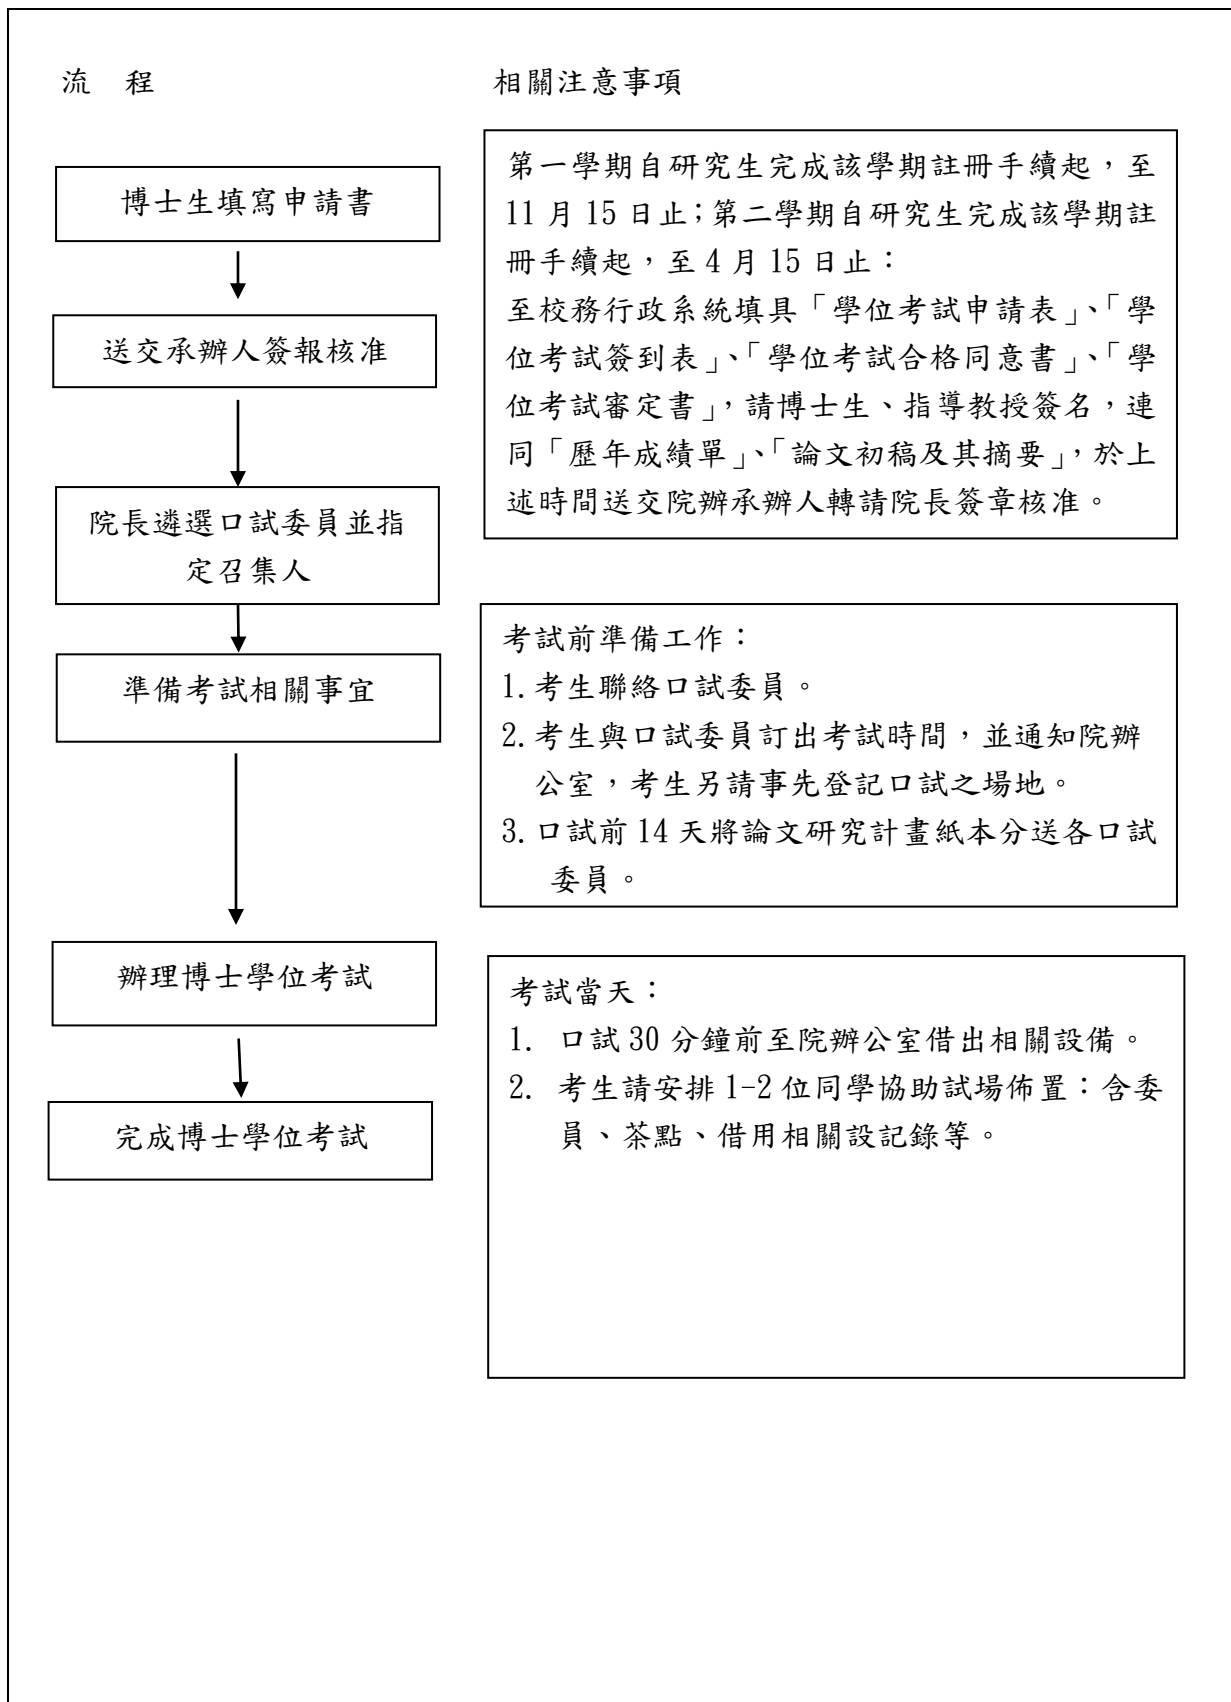 流　程
相關注意事項
博士生填寫申請書
送交承辦人簽報核准
院長遴選口試委員並指
定召集人
準備考試相關事宜
辦理博士學位考試
完成博士學位考試
第一學期自研究生完成該學期註冊手續起，至
11月15日止；第二學期自研究生完成該學期註
冊手續起，至4月15日止：
至校務行政系統填具「學位考試申請表」、「學
位考試簽到表」、「學位考試合格同意書」、「學
位考試審定書」，請博士生、指導教授簽名，連
同「歷年成績單」、「論文初稿及其摘要」，於上
述時間送交院辦承辦人轉請院長簽章核准。
考試前準備工作：
1.考生聯絡口試委員。
2.考生與口試委員訂出考試時間，並通知院辦
公室，考生另請事先登記口試之場地。
3.口試前14天將論文研究計畫紙本分送各口試
委員。
考試當天：
1. 口試30分鐘前至院辦公室借出相關設備。
2. 考生請安排1-2位同學協助試場佈置：含委
員、茶點、借用相關設記錄等。